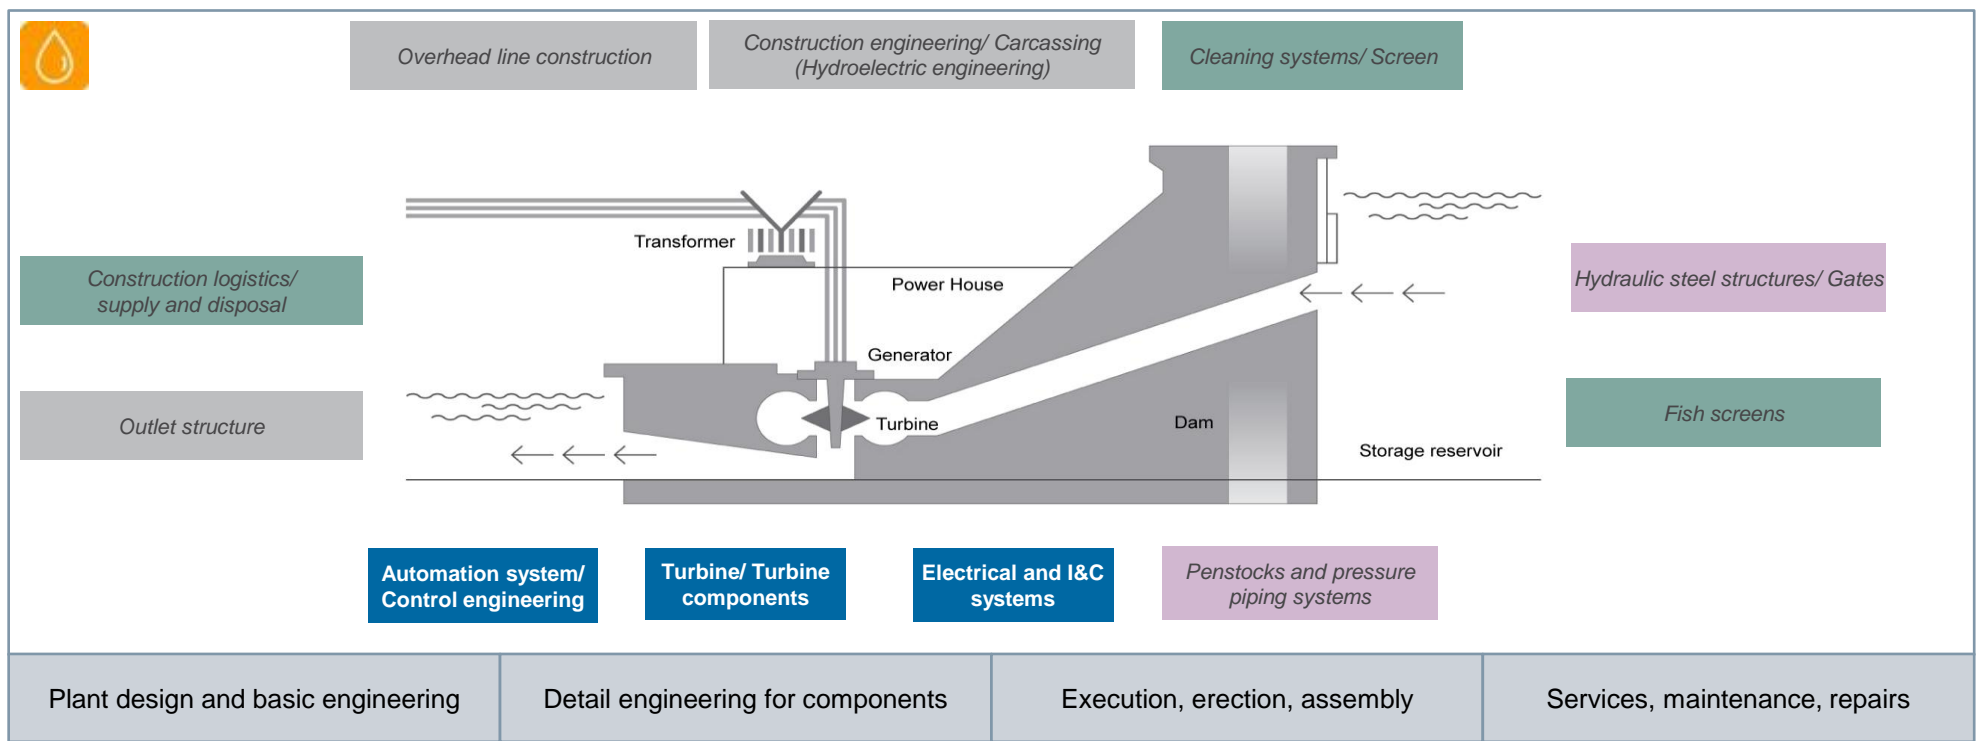 Overhead line construction
Construction engineering/ Carcassing
(Hydroelectric engineering)
Cleaning systems/ Screen
Transformer
Power House
Construction logistics/
supply and disposal
Hydraulic steel structures/ Gates
Generator
Outlet structure
Turbine
Dam
Fish screens
Storage reservoir
Automation system/
Control engineering
Turbine/ Turbine
components
Electrical and I&C
systems
Penstocks and pressure
piping systems
Plant design and basic engineering
Detail engineering for components
Execution, erection, assembly
Services, maintenance, repairs